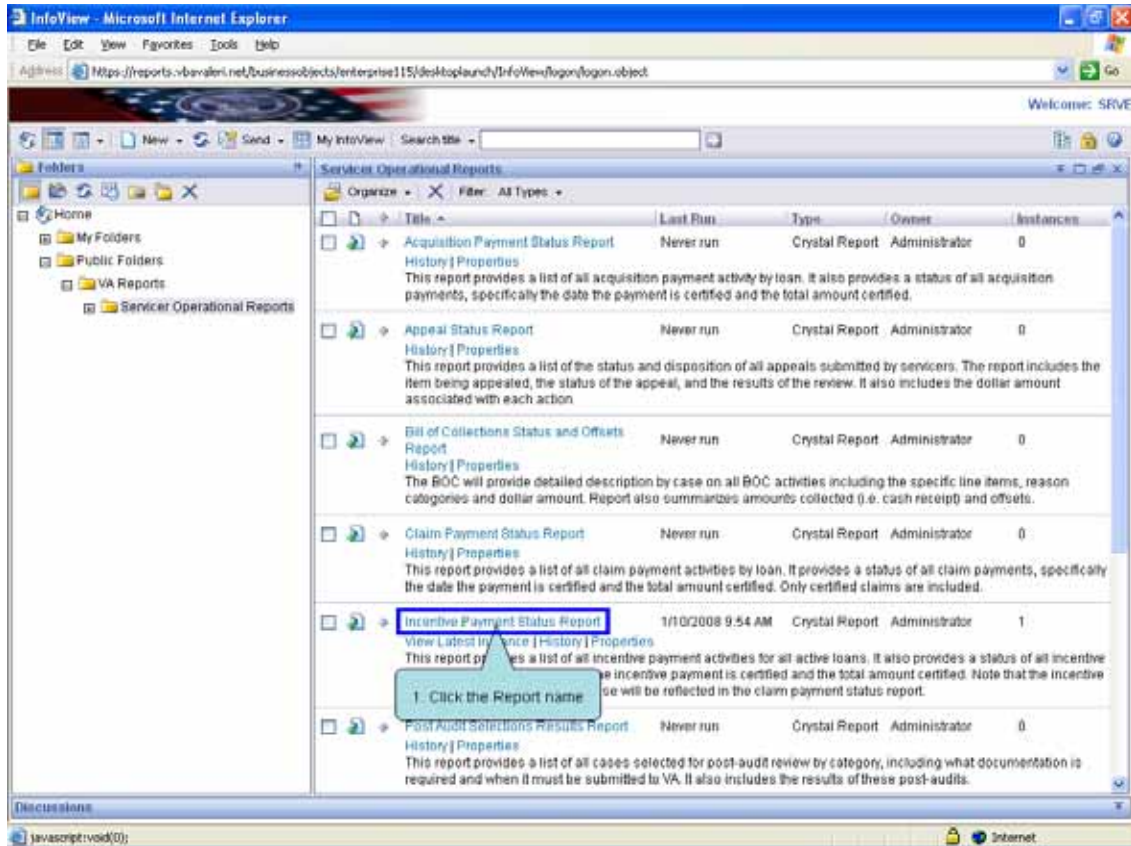 InfoView - Microsoft Internet Explorer
File Edit View Favorites Tools Help
Address https://reports.vbavaleri.net/businessobjects/enterprise115/desktoplaunch/InfoView/logon/logon.object Go
Welcome: SRVE
New Send My InfoView Search title
Folders
Home
My Folders
Public Folders
VA Reports
Servicer Operational Reports
Servicer Operational Reports
Organize Filter: All Types
Title Last Run Type Owner Instances
Acquisition Payment Status Report Never run Crystal Report Administrator 0
History | Properties
This report provides a list of all acquisition payment activity by loan. It also provides a status of all acquisition
payments, specifically the date the payment is certified and the total amount certified.
Appeal Status Report Never run Crystal Report Administrator 0
History | Properties
This report provides a list of the status and disposition of all appeals submitted by servicers. The report includes the
item being appealed, the status of the appeal, and the results of the review. It also includes the dollar amount
associated with each action
Bill of Collections Status and Offsets
Report Never run Crystal Report Administrator 0
History | Properties
The BOC will provide detailed description by case on all BOC activities including the specific line items, reason
categories and dollar amount. Report also summarizes amounts collected (i.e. cash receipt) and offsets.
Claim Payment Status Report Never run Crystal Report Administrator 0
History | Properties
This report provides a list of all claim payment activities by loan. It provides a status of all claim payments, specifically
the date the payment is certified and the total amount certified. Only certified claims are included.
Incentive Payment Status Report 1/10/2008 9:54 AM Crystal Report Administrator 1
View Latest | History | Properties
This report a list of all incentive payment activities for all active loans. It also provides a status of all incentive
incentive payment is certified and the total amount certified. Note that the incentive
will be reflected in the claim payment status report.
1. Click the Report name
Post Audit Selections Results Report Never run Crystal Report Administrator 0
History | Properties
This report provides a list of all cases selected for post-audit review by category, including what documentation is
required and when it must be submitted to VA. It also includes the results of these post-audits.
Discussions
javascript:void(0); Internet